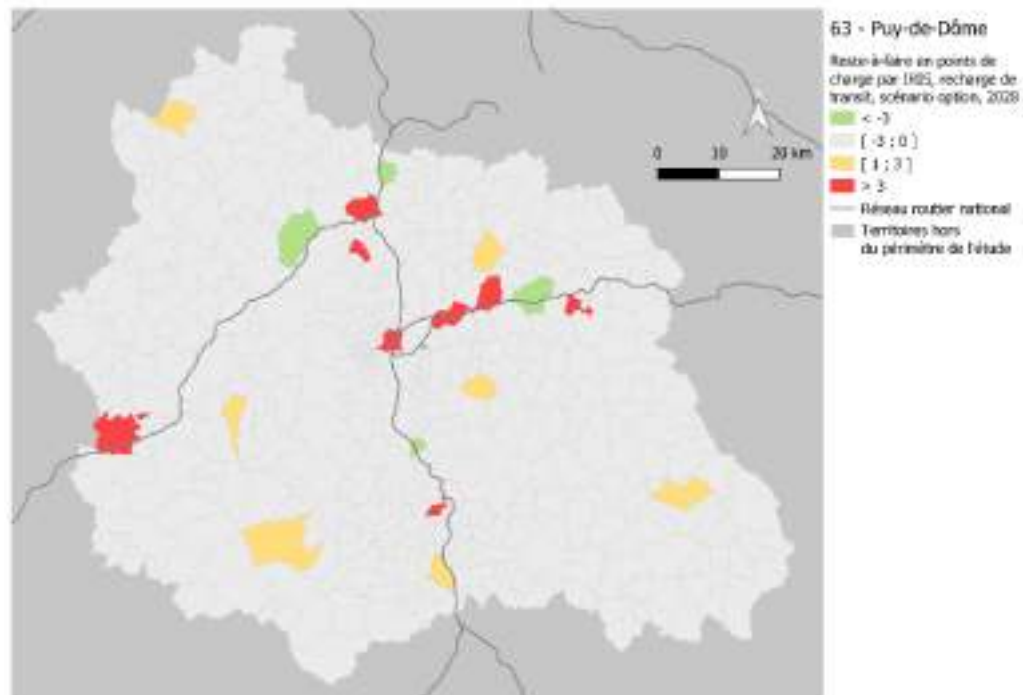 63 - Puy-de-Dôme
Reste-à-faire en points de
charge par IRIS, recharge de
transit, scénario option, 2028
< -3
[ -3 ; 0 ]
[ 1 ; 3 ]
> 3
Réseau routier national
Territoires hors
du périmètre de l'étude
0 10 20 km